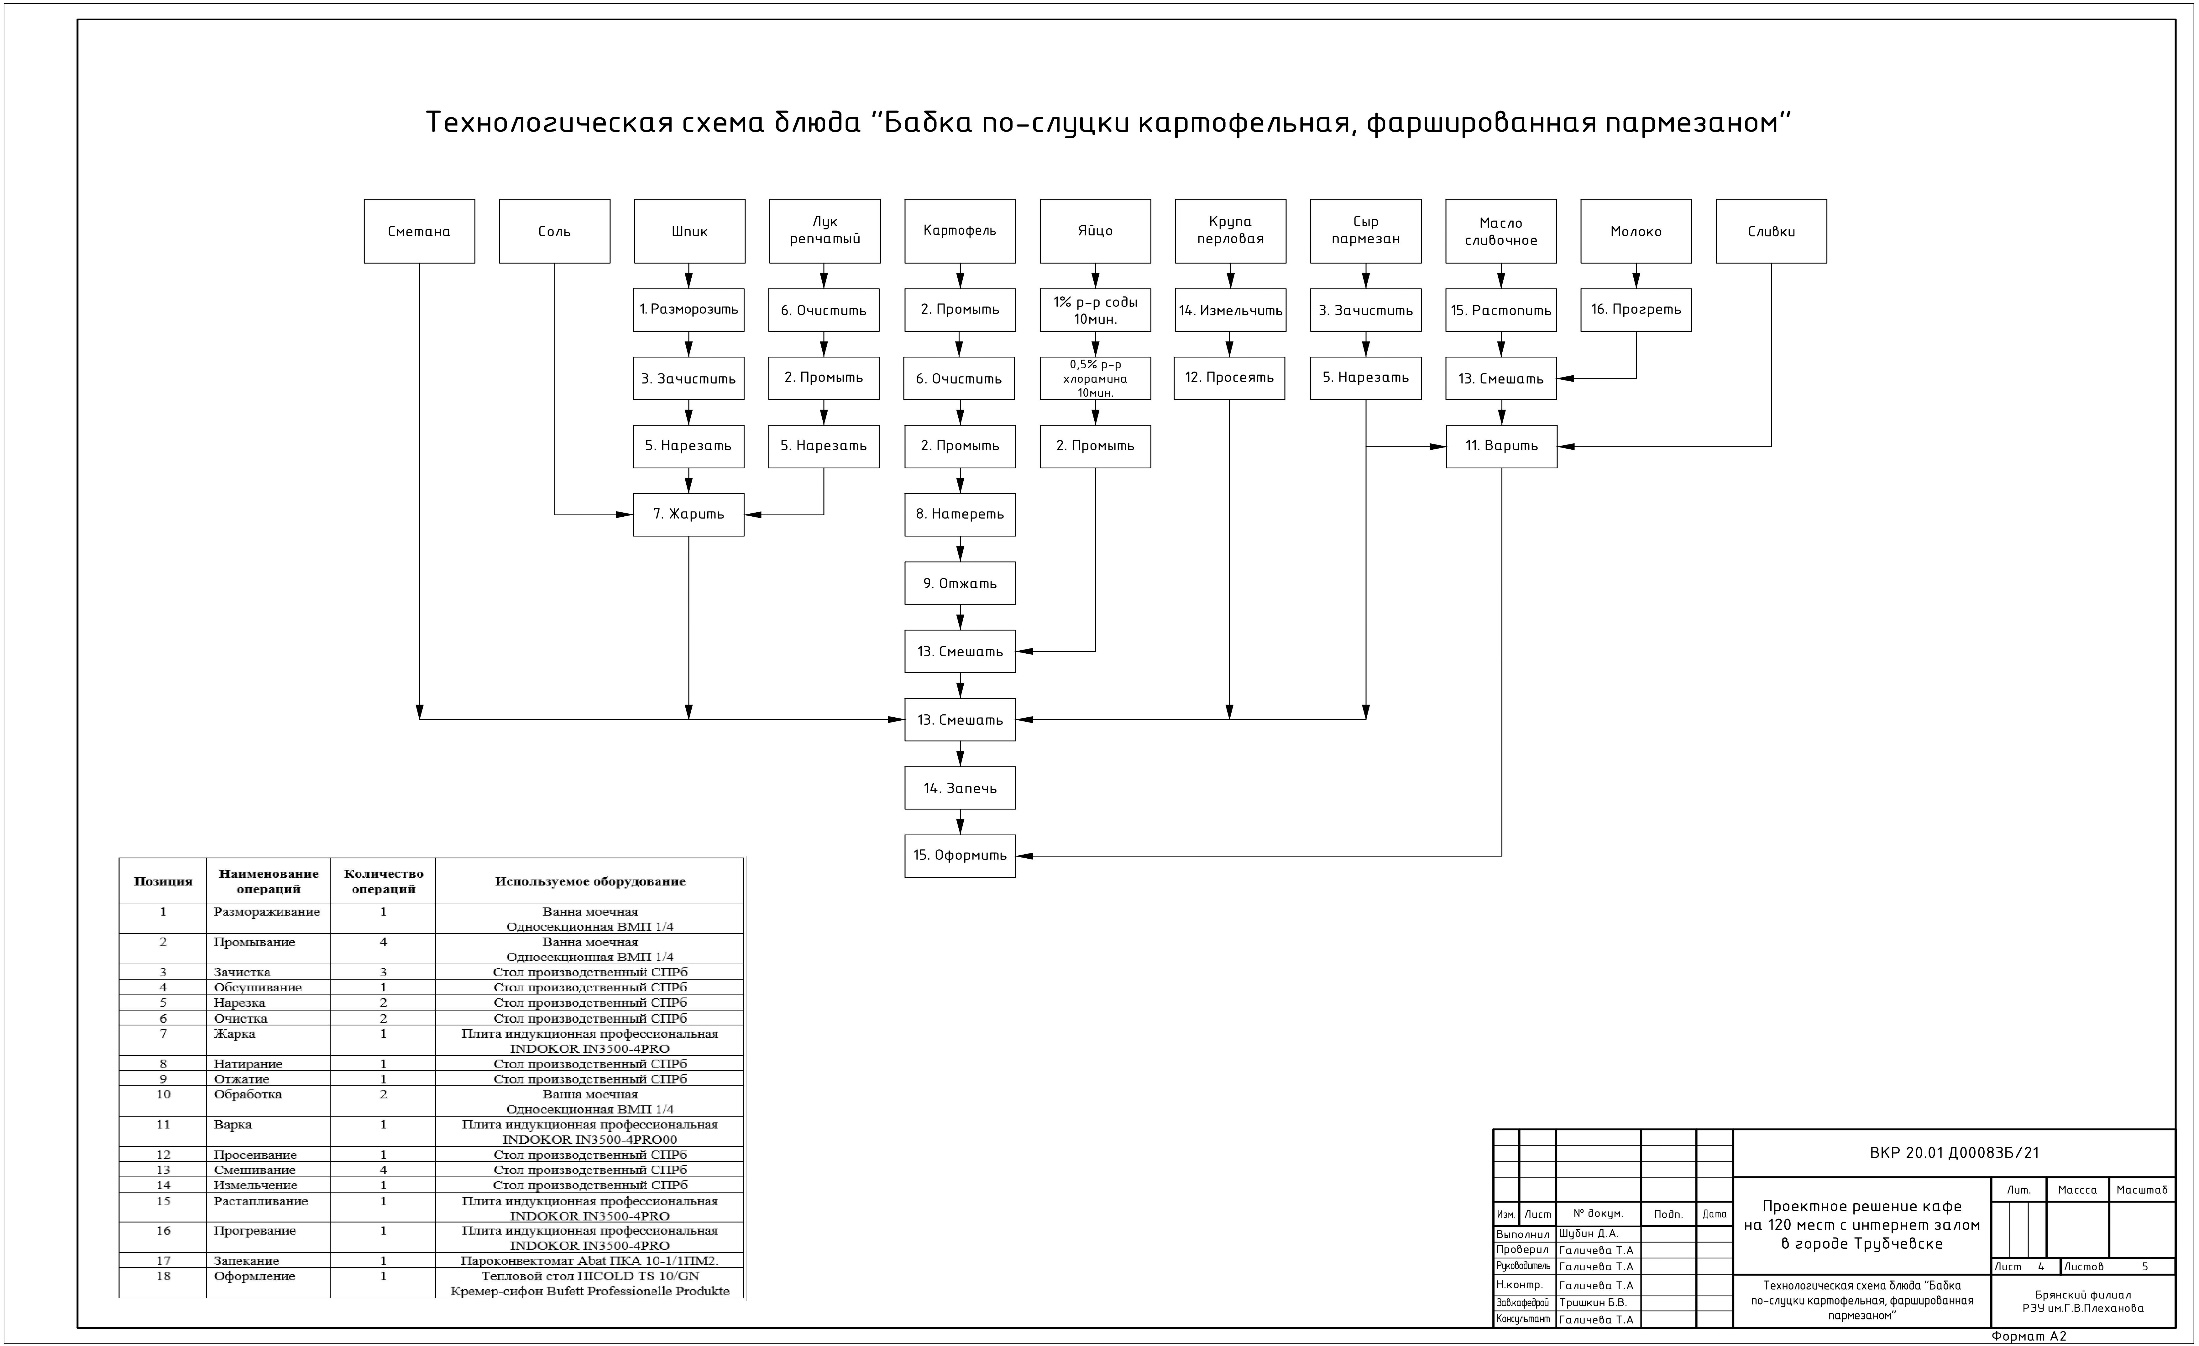 Технологическая схема блюда "Бабка по-слуцки картофельная, фаршированная пармезаном"
Сметана
Соль
Шпик
Лук
репчатый
Картофель
Яйцо
Крупа
перловая
Сыр
пармезан
Масло
сливочное
Молоко
Сливки
1. Разморозить
6. Очистить
2. Промыть
1% р-р соды
10мин.
14. Измельчить
3. Зачистить
15. Растопить
16. Прогреть
3. Зачистить
2. Промыть
6. Очистить
0,5% р-р
хлорамина
10мин.
12. Просеять
5. Нарезать
13. Смешать
5. Нарезать
5. Нарезать
2. Промыть
2. Промыть
11. Варить
7. Жарить
8. Натереть
9. Отжать
13. Смешать
13. Смешать
14. Запечь
15. Оформить
Позиция
Наименование
операций
Количество
операций
Используемое оборудование
1 Размораживание 1 Ванна моечная
Односекционная ВМП 1/4
2 Промывание 4 Ванна моечная
Односекционная ВМП 1/4
3 Зачистка 3 Стол производственный СПРб
4 Обсушивание 1 Стол производственный СПРб
5 Нарезка 2 Стол производственный СПРб
6 Очистка 2 Стол производственный СПРб
7 Жарка 1 Плита индукционная профессиональная
INDOKOR IN3500-4PRO
8 Натирание 1 Стол производственный СПРб
9 Отжатие 1 Стол производственный СПРб
10 Обработка 2 Ванна моечная
Односекционная ВМП 1/4
11 Варка 1 Плита индукционная профессиональная
INDOKOR IN3500-4PRO00
12 Просеивание 1 Стол производственный СПРб
13 Смешивание 4 Стол производственный СПРб
14 Измельчение 1 Стол производственный СПРб
15 Растапливание 1 Плита индукционная профессиональная
INDOKOR IN3500-4PRO
16 Прогревание 1 Плита индукционная профессиональная
INDOKOR IN3500-4PRO
17 Запекание 1 Пароконвектомат Abat ПКА 10-1/1ПМ2.
18 Оформление 1 Тепловой стол HICOLD TS 10/GN
Кремер-сифон Bufett Professionelle Produkte
ВКР 20.01 Д00083Б/21
Изм. Лист № докум. Подп. Дата
Выполнил Шубин Д.А.
Проверил Галичева Т.А
Руководитель Галичева Т.А
Н.контр. Галичева Т.А
Зав.кафедрой Тришкин Б.В.
Консультант Галичева Т.А
Проектное решение кафе
на 120 мест с интернет залом
в городе Трубчевске
Лит. Массса Масштаб
Лист 4 Листов 5
Технологическая схема блюда "Бабка
по-слуцки картофельная, фаршированная
пармезаном"
Брянский филиал
РЭУ им.Г.В.Плеханова
Формат А2